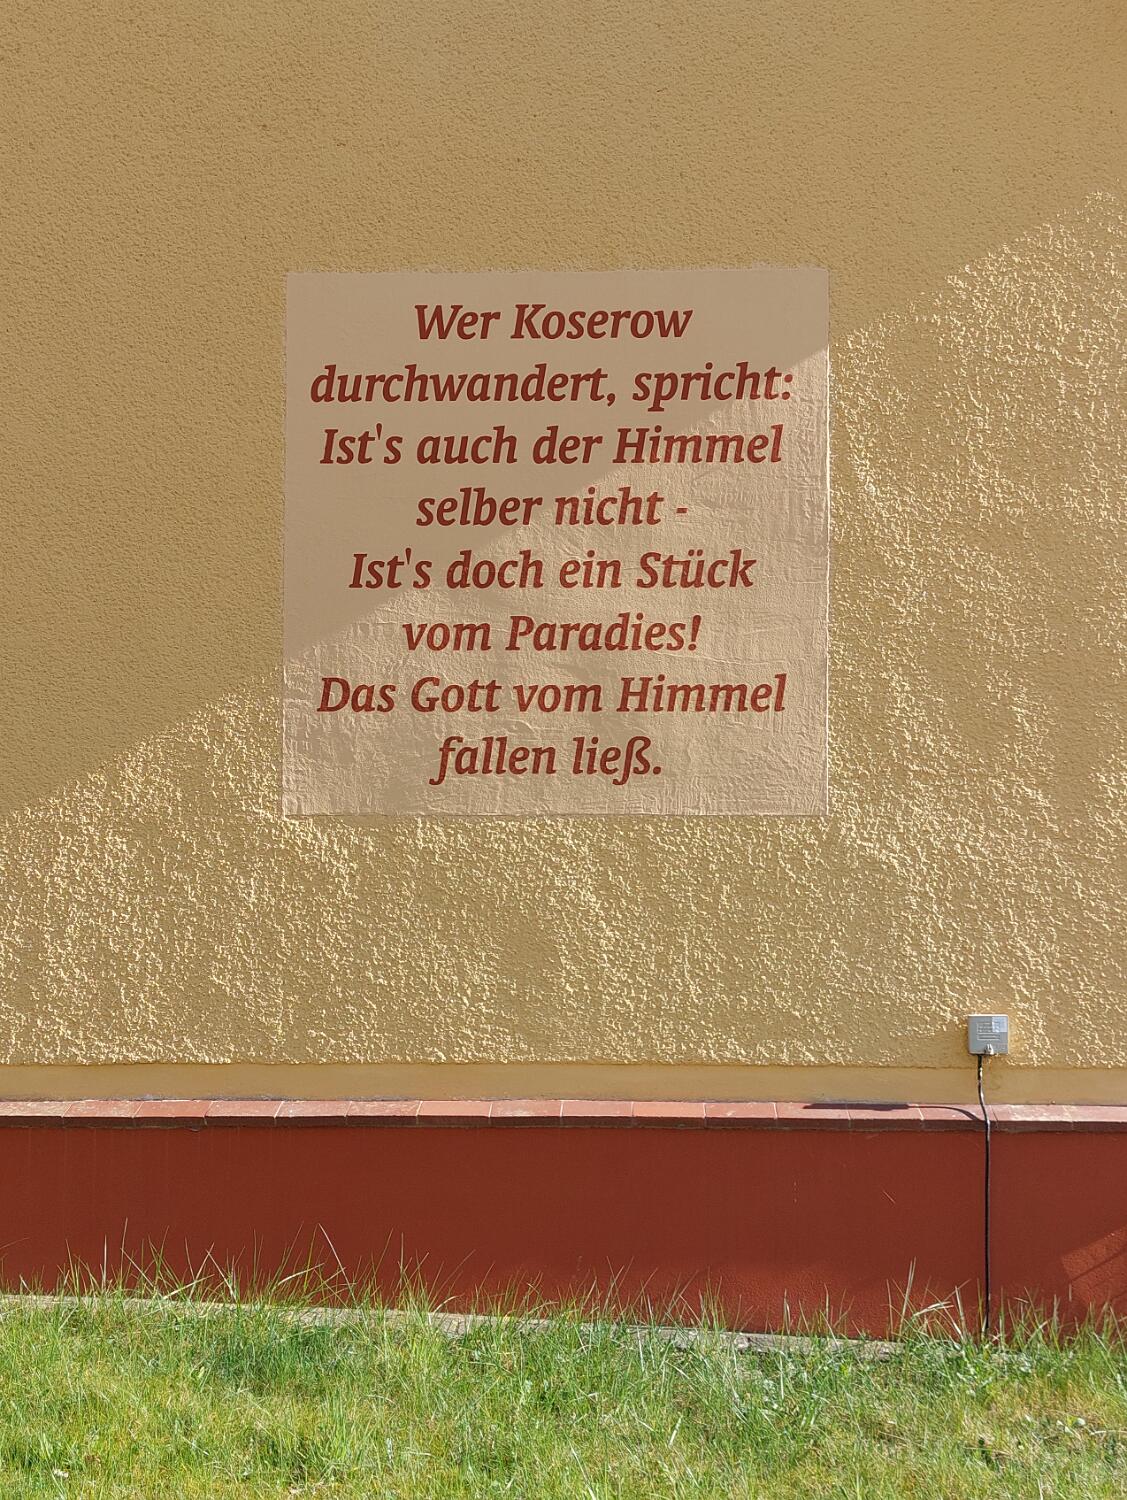 Wer Koserow
durchwandert, spricht:
Ist's auch der Himmel
selber nicht -
Ist's doch ein Stück
vom Paradies!
Das Gott vom Himmel
fallen ließ.